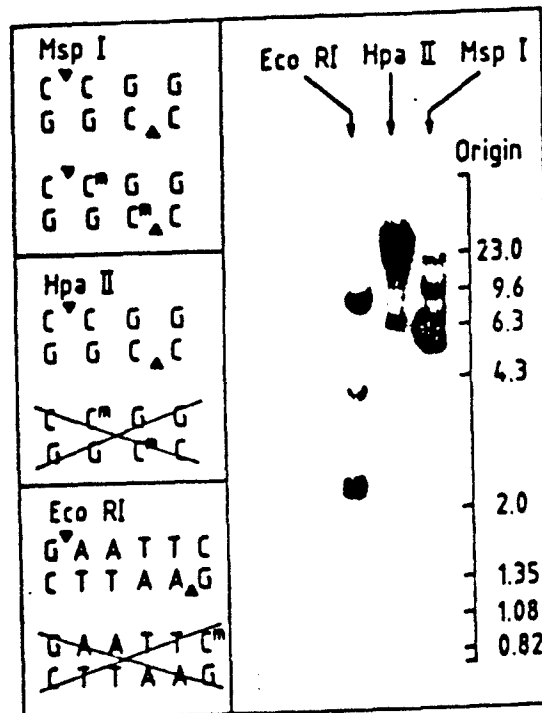 Msp I
C▼C G G
G G C▲C
C▼Cᵐ G G
G G Cᵐ▲C
Hpa II
C▼C G G
G G C▲C
C Cᵐ G G
G G Cᵐ C
Eco RI
G▼A A T T C
C T T A A▲G
G A A T T Cᵐ
C T T A A G
Eco RI Hpa II Msp I
Origin
23.0
9.6
6.3
4.3
2.0
1.35
1.08
0.82